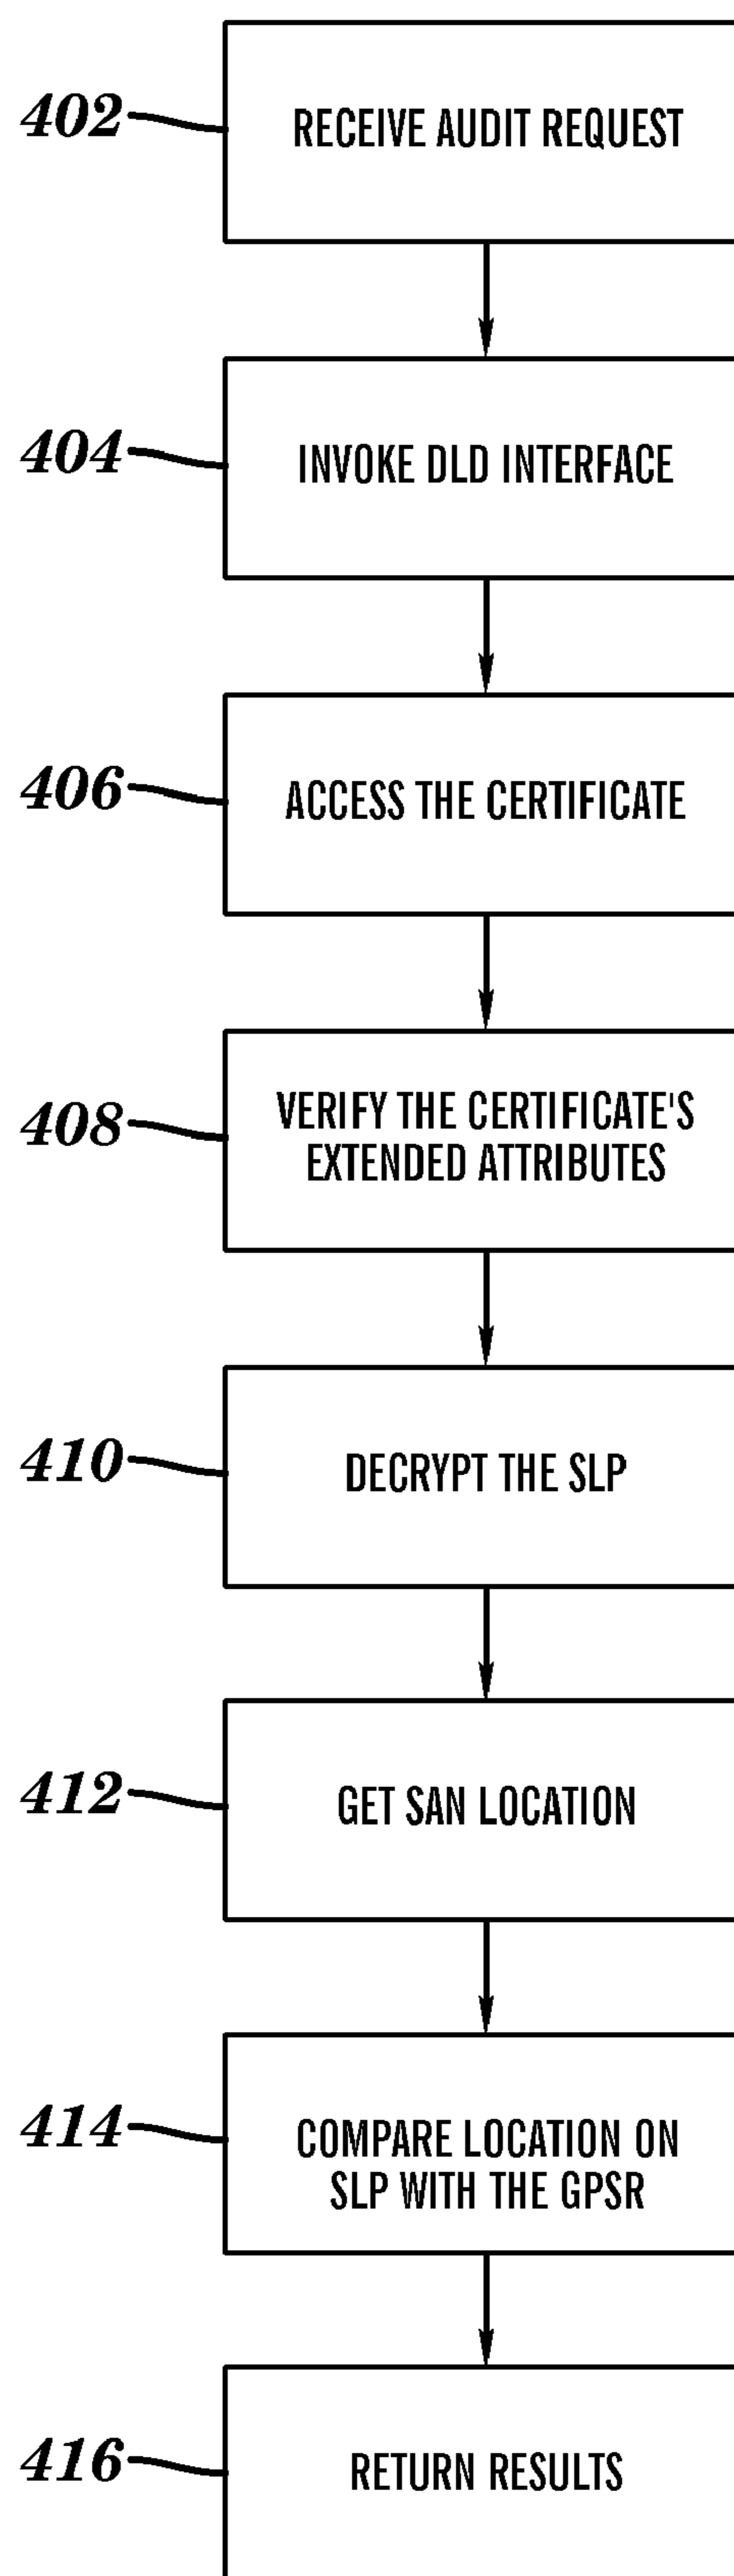 402
RECEIVE AUDIT REQUEST
404
INVOKE DLD INTERFACE
406
ACCESS THE CERTIFICATE
408
VERIFY THE CERTIFICATE'S
EXTENDED ATTRIBUTES
410
DECRYPT THE SLP
412
GET SAN LOCATION
414
COMPARE LOCATION ON
SLP WITH THE GPSR
416
RETURN RESULTS